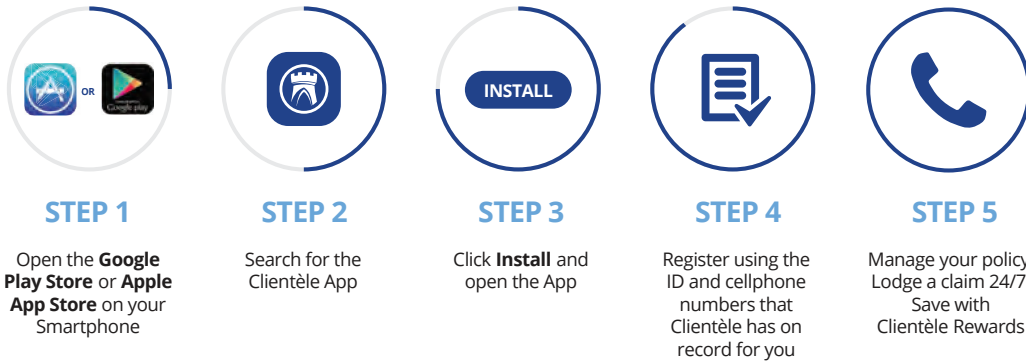 OR
Google play
INSTALL
STEP 1
Open the Google
Play Store or Apple
App Store on your
Smartphone
STEP 2
Search for the
Clientèle App
STEP 3
Click Install and
open the App
STEP 4
Register using the
ID and cellphone
numbers that
Clientèle has on
record for you
STEP 5
Manage your policy
Lodge a claim 24/7
Save with
Clientèle Rewards